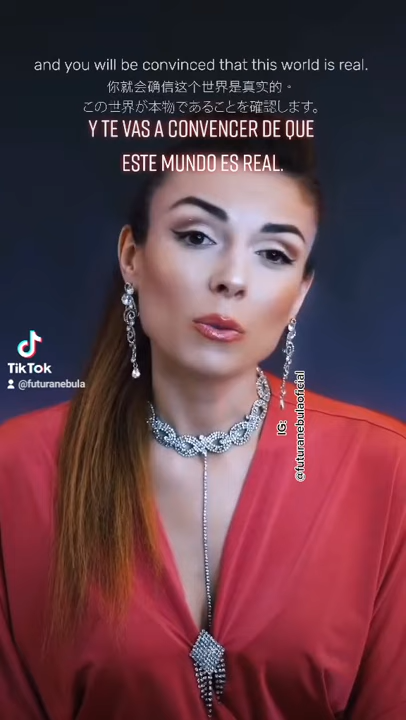 and you will be convinced that this world is real.
你就会确信这个世界是真实的。
この世界が本物であることを確認します。
Y TE VAS A CONVENCER DE QUE
ESTE MUNDO ES REAL.
TikTok
@futuranebula
IG:
@futuranebulaoficial